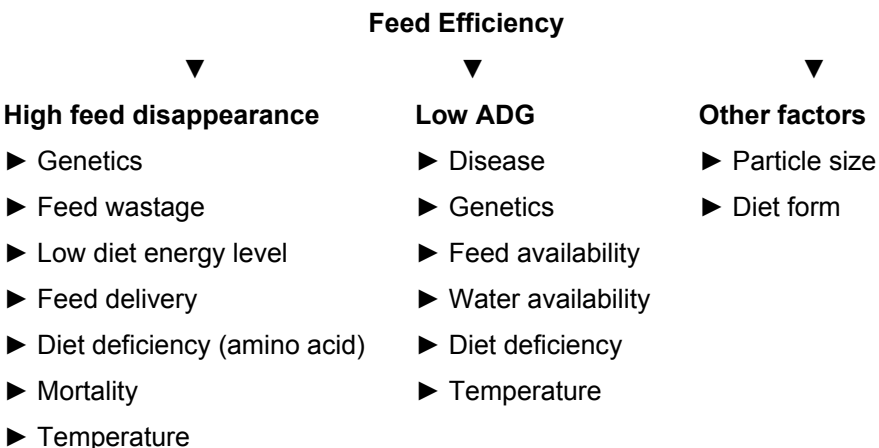 Feed Efficiency
▼ ▼ ▼
High feed disappearance Low ADG Other factors
► Genetics ► Disease ► Particle size
► Feed wastage ► Genetics ► Diet form
► Low diet energy level ► Feed availability
► Feed delivery ► Water availability
► Diet deficiency (amino acid) ► Diet deficiency
► Mortality ► Temperature
► Temperature